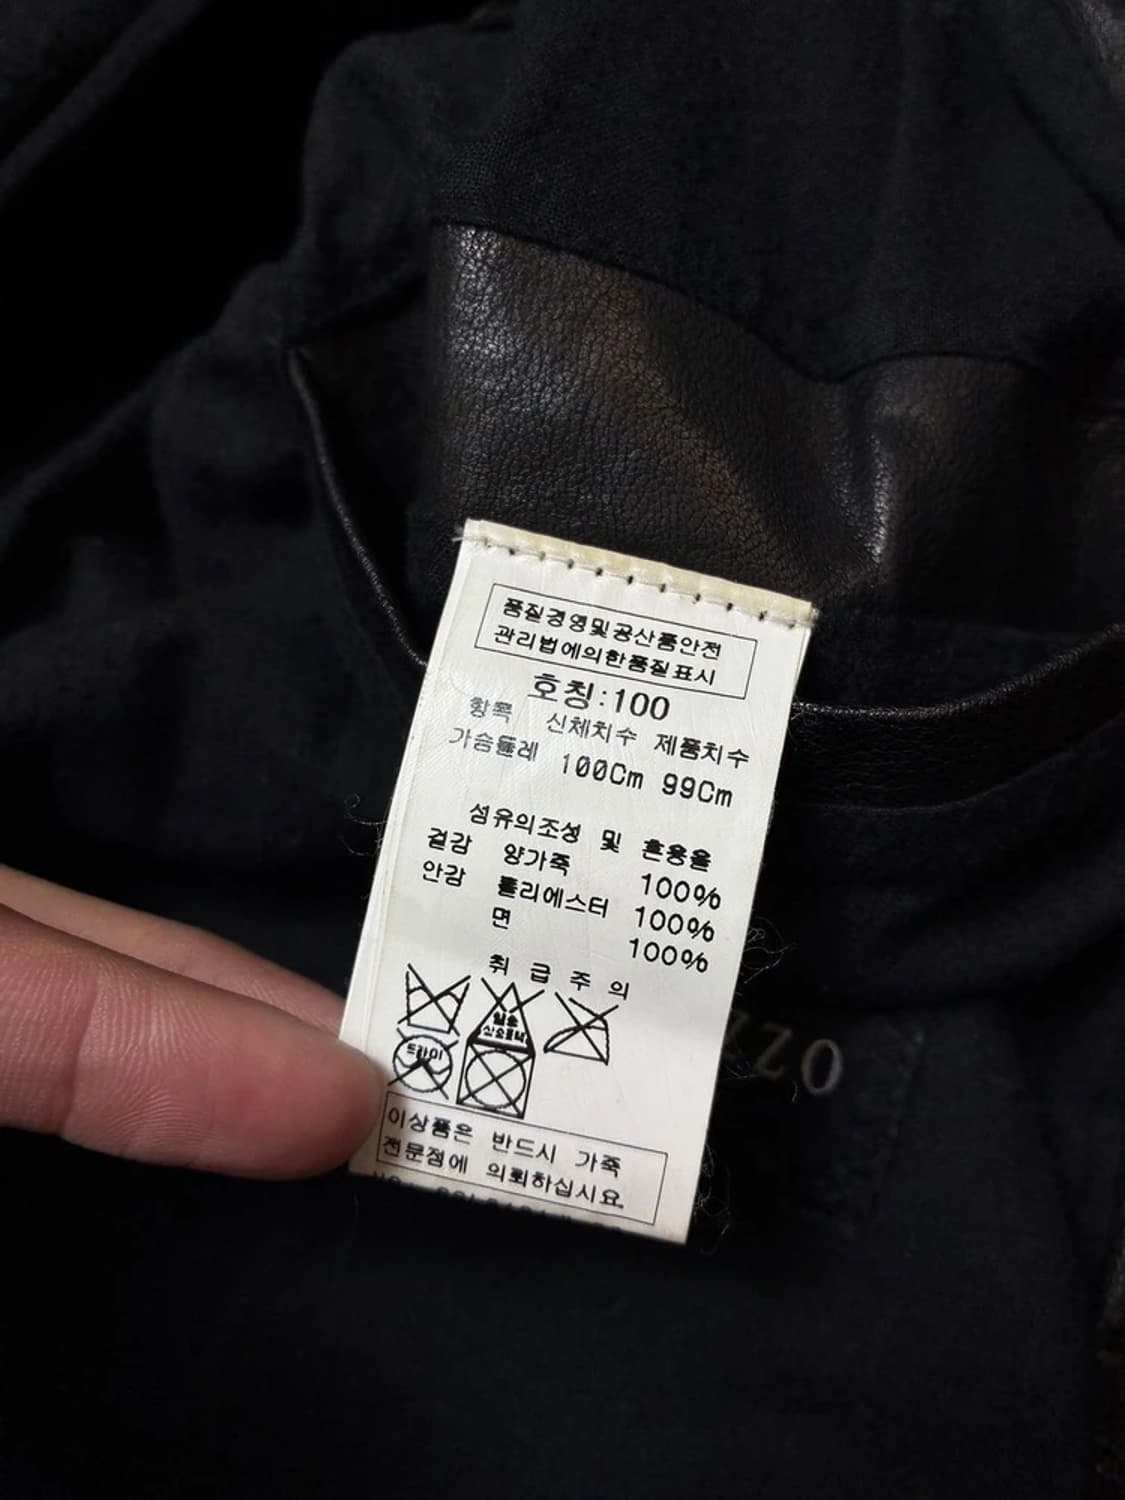 품질경영및공산품안전
관리법에의한품질표시
호칭:100
항목 신체치수 제품치수
가슴둘레 100Cm 99Cm
섬유의조성 및 혼용율
겉감 양가죽 100%
안감 폴리에스터 100%
면 100%
취급주의
드라이
이상품은 반드시 가죽
전문점에 의뢰하십시요.
ZZO